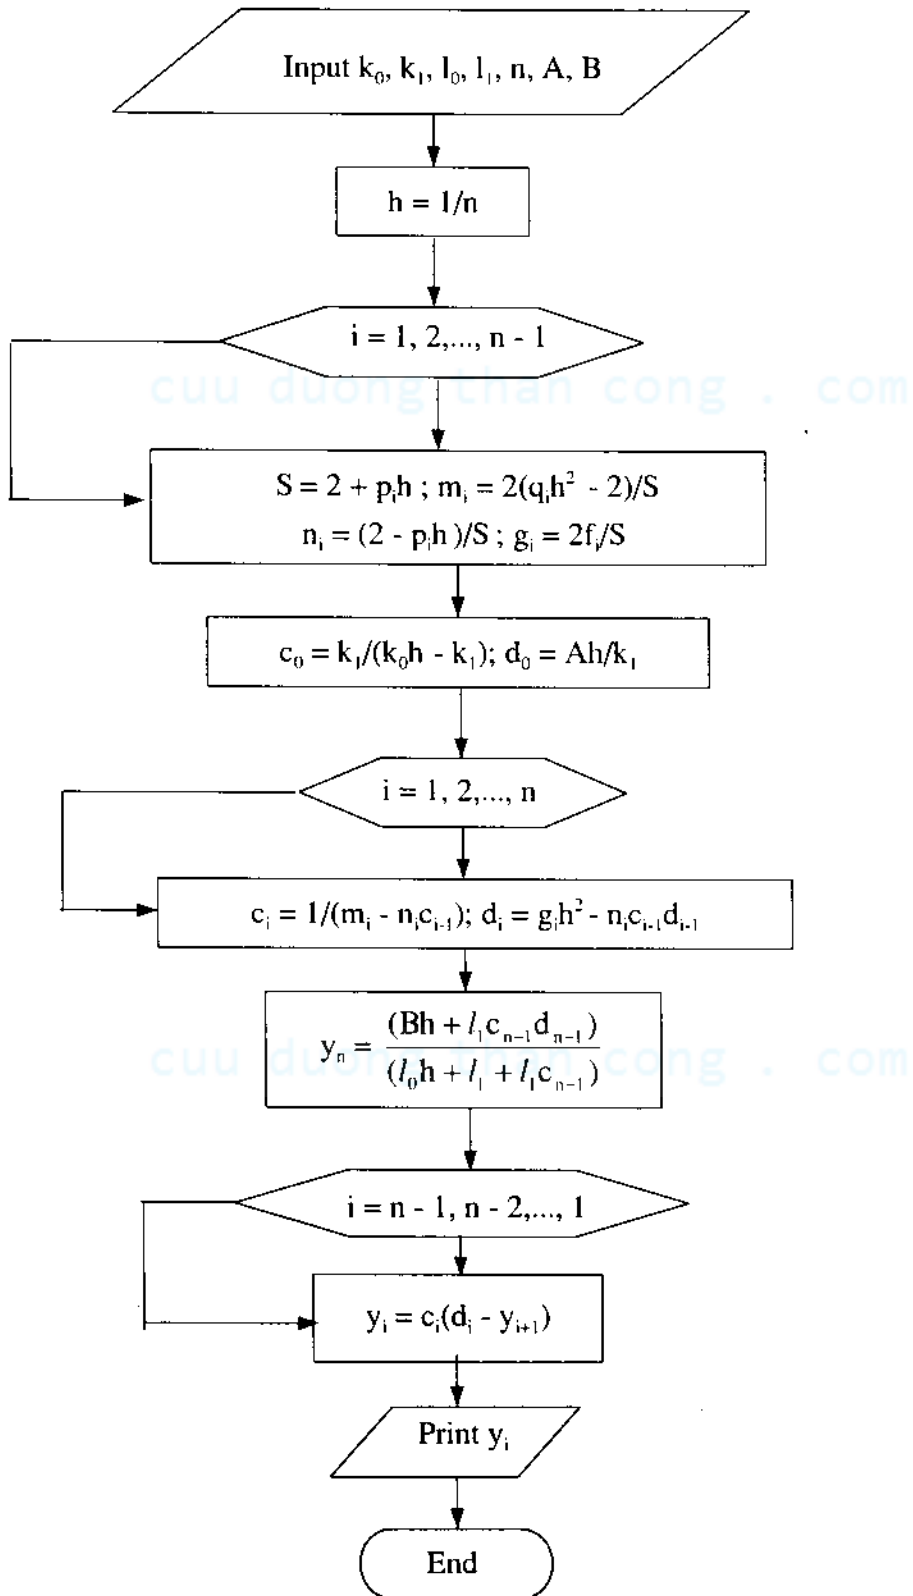 Input k₀, k₁, l₀, l₁, n, A, B
h = 1/n
i = 1, 2,..., n - 1
cuu duong than cong . com
S = 2 + pᵢh ; mᵢ = 2(qᵢh² - 2)/S
nᵢ = (2 - pᵢh )/S ; gᵢ = 2fᵢ/S
c₀ = k₁/(k₀h - k₁); d₀ = Ah/k₁
i = 1, 2,..., n
cᵢ = 1/(mᵢ - nᵢcᵢ₋₁); dᵢ = gᵢh² - nᵢcᵢ₋₁dᵢ₋₁
yₙ = (Bh + l₁cₙ₋₁dₙ₋₁) / (l₀h + l₁ + l₁cₙ₋₁)
cuu duong than cong . com
i = n - 1, n - 2,..., 1
yᵢ = cᵢ(dᵢ - yᵢ₊₁)
Print yᵢ
End